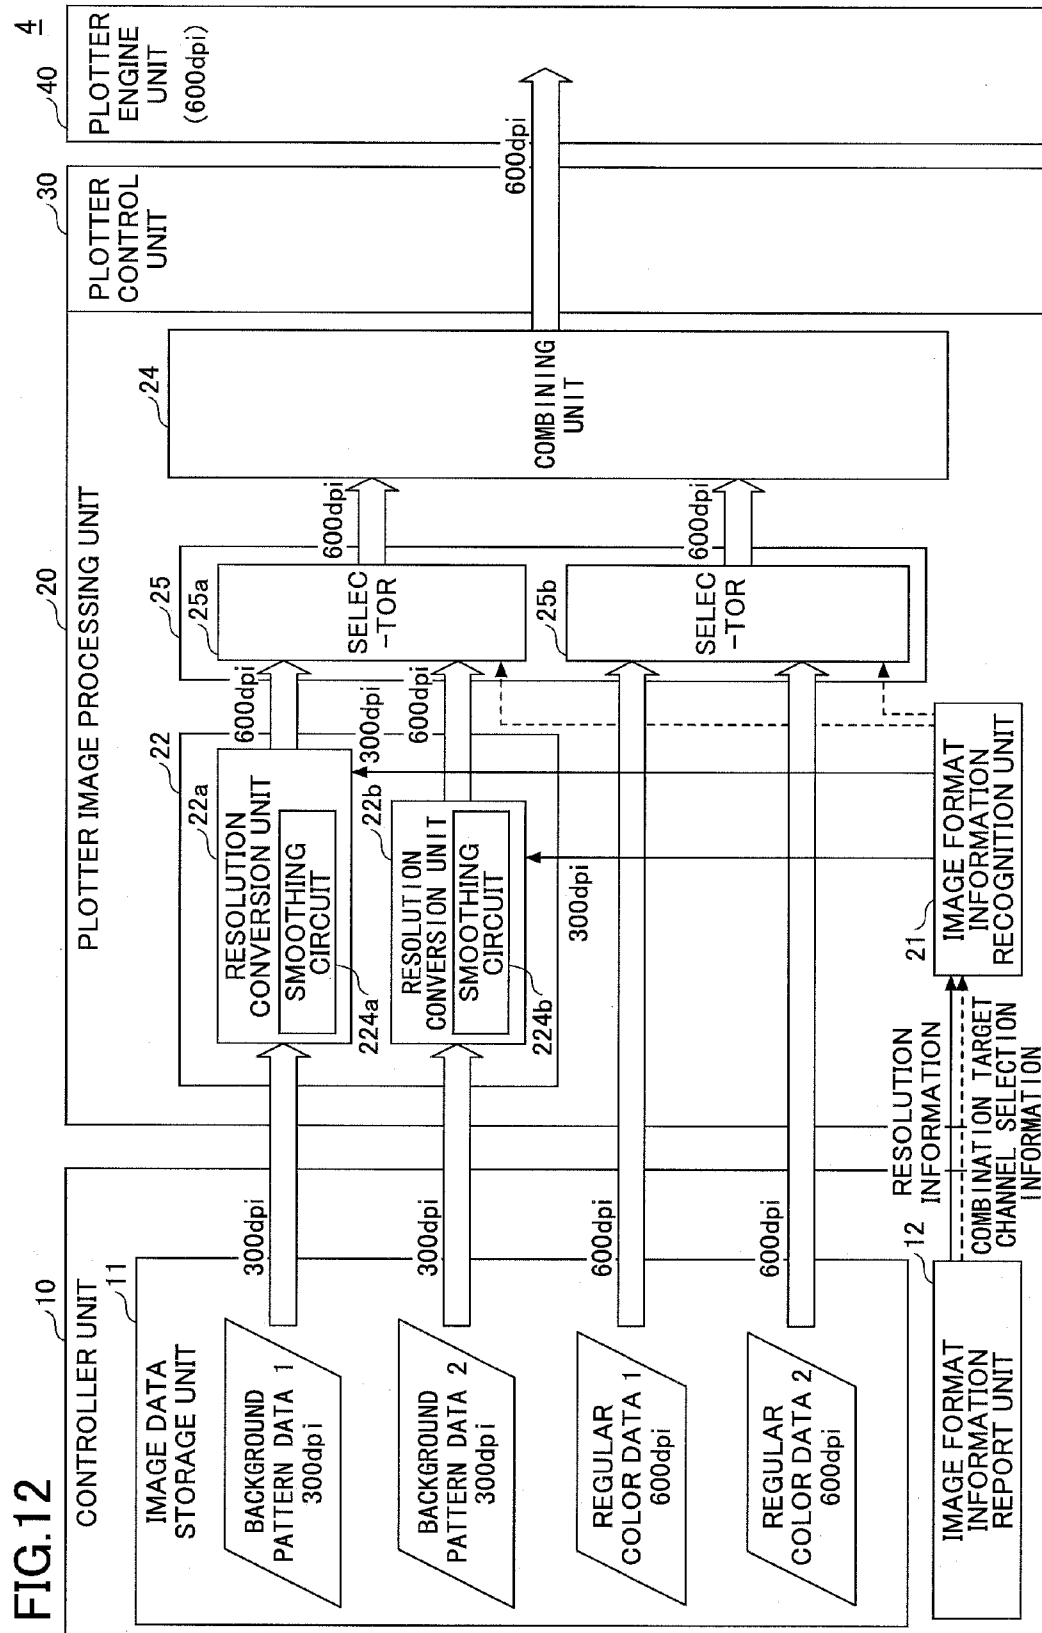 FIG.12
4
10
CONTROLLER UNIT
11
IMAGE DATA
STORAGE UNIT
BACKGROUND
PATTERN DATA 1
300dpi
BACKGROUND
PATTERN DATA 2
300dpi
REGULAR
COLOR DATA 1
600dpi
REGULAR
COLOR DATA 2
600dpi
12
IMAGE FORMAT
INFORMATION
REPORT UNIT
300dpi
300dpi
600dpi
600dpi
RESOLUTION
INFORMATION
COMBINATION TARGET
CHANNEL SELECTION
INFORMATION
20
PLOTTER IMAGE PROCESSING UNIT
22
22a
RESOLUTION
CONVERSION UNIT
SMOOTHING
CIRCUIT
224a
22b
RESOLUTION
CONVERSION UNIT
SMOOTHING
CIRCUIT
224b
300dpi
300dpi
21
IMAGE FORMAT
INFORMATION
RECOGNITION UNIT
600dpi
600dpi
25
25a
SELEC
-TOR
25b
SELEC
-TOR
600dpi
600dpi
24
COMBINING
UNIT
30
PLOTTER
CONTROL
UNIT
600dpi
40
PLOTTER
ENGINE
UNIT
(600dpi)